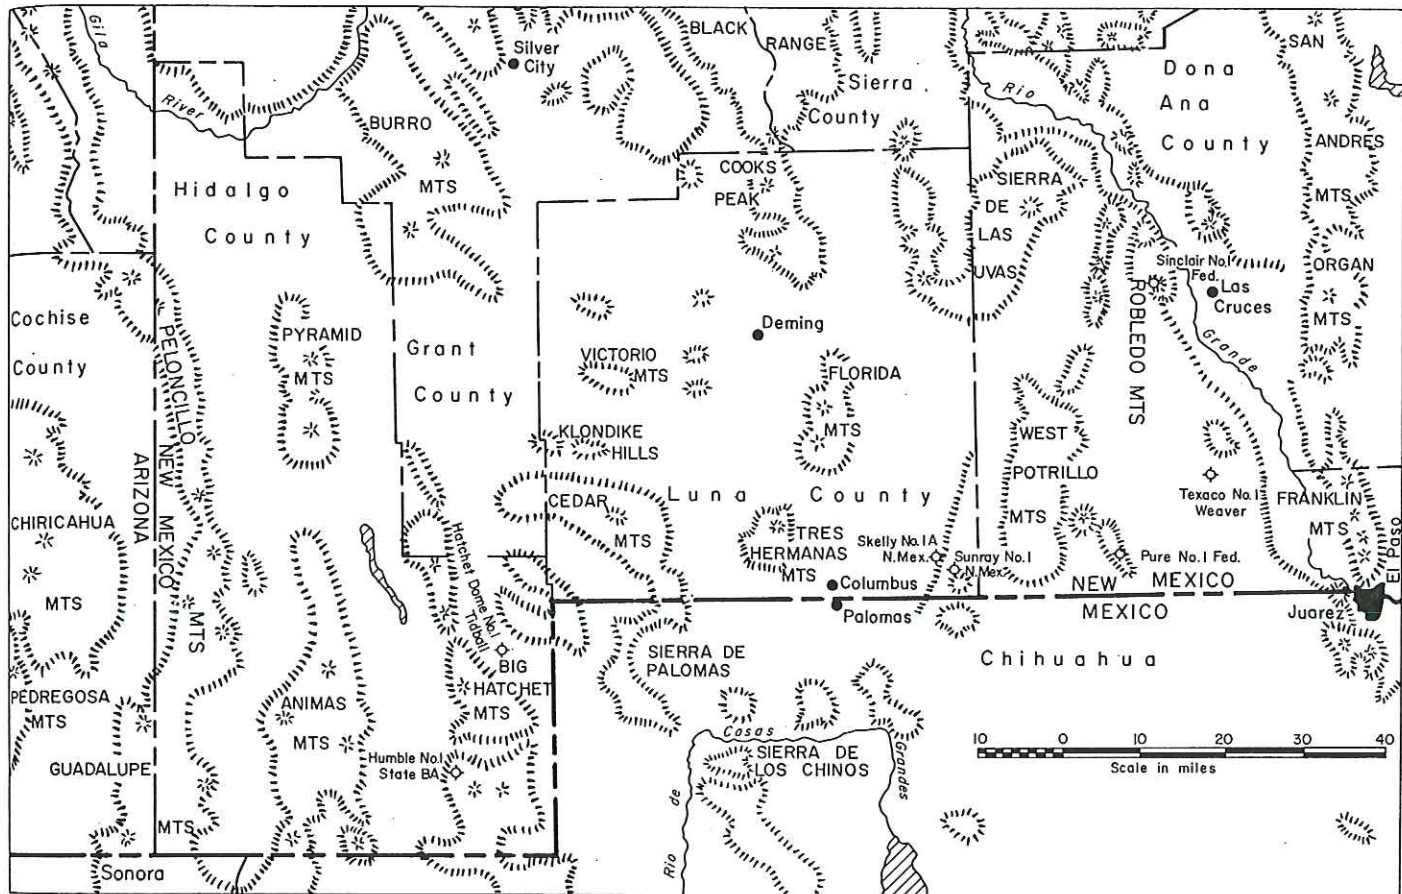 Gila
River
Silver
City
BLACK
RANGE
Sierra
County
Rio
Dona
Ana
County
SAN
ANDRES
MTS
ORGAN
MTS
BURRO
MTS
Hidalgo
County
COOKS
PEAK
SIERRA
DE
LAS
UVAS
Sinclair No.1
Fed.
Las
Cruces
ROBLEDO MTS
Grande
Cochise
County
PELONCILLO
MTS
PYRAMID
MTS
Grant
County
VICTORIO
MTS
Deming
FLORIDA
MTS
KLONDIKE
HILLS
WEST
POTRILLO
MTS
ARIZONA
NEW MEXICO
CEDAR
MTS
Luna County
Texaco No.1
Weaver
FRANKLIN
MTS
El Paso
CHIRICAHUA
MTS
Hatchet Dome No.1
Tidball
TRES
HERMANAS
MTS
Skelly No.1A
N.Mex.
Sunray No.1
N.Mex.
Pure No.1 Fed.
NEW MEXICO
MEXICO
Columbus
Palomas
Juarez
Chihuahua
PEDREGOSA
MTS
ANIMAS
MTS
BIG
HATCHET
MTS
SIERRA DE
PALOMAS
Humble No.1
State BA
GUADALUPE
MTS
Casas
Grandes
SIERRA DE
LOS CHINOS
Rio de
10 0 10 20 30 40
Scale in miles
Sonora